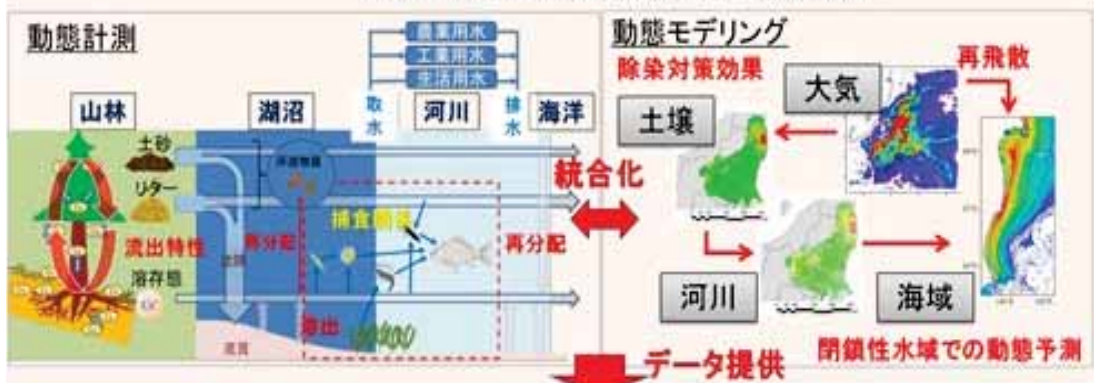 動態計測
農業用水
工業用水
生活用水
取水
排水
山林
湖沼
河川
海洋
土砂
リター
流出特性
溶存態
再分配
捕食
再分配
溶出
底質
統合化
データ提供
動態モデリング
除染対策効果
大気
再飛散
土壌
河川
海域
閉鎖性水域での動態予測